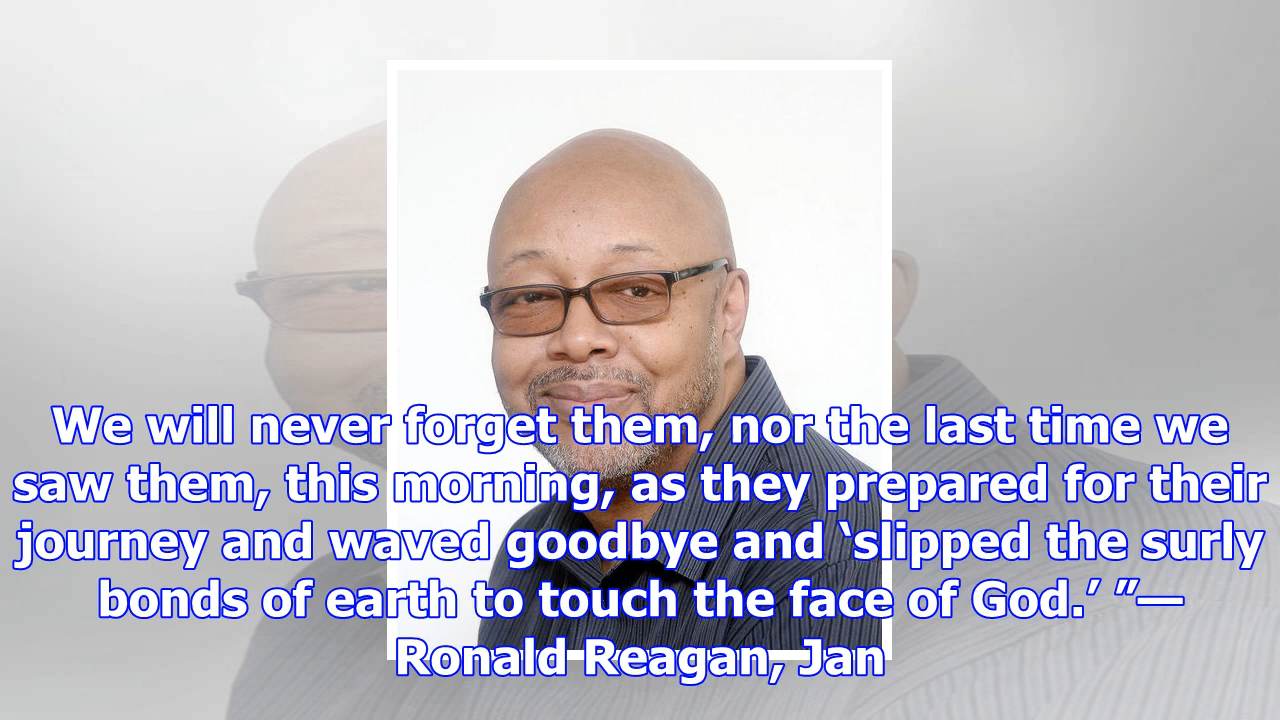 We will never forget them, nor the last time we
saw them, this morning, as they prepared for their
journey and waved goodbye and ‘slipped the surly
bonds of earth to touch the face of God.’ ”—
Ronald Reagan, Jan